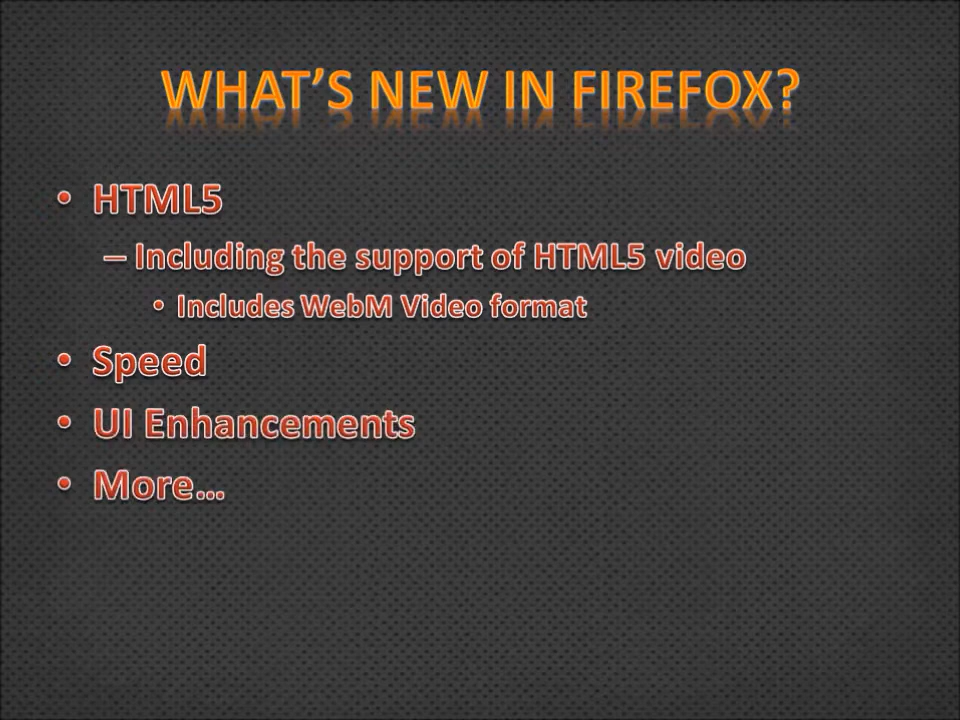 WHAT'S NEW IN FIREFOX?
• HTML5
– Including the support of HTML5 video
• Includes WebM Video format
• Speed
• UI Enhancements
• More…